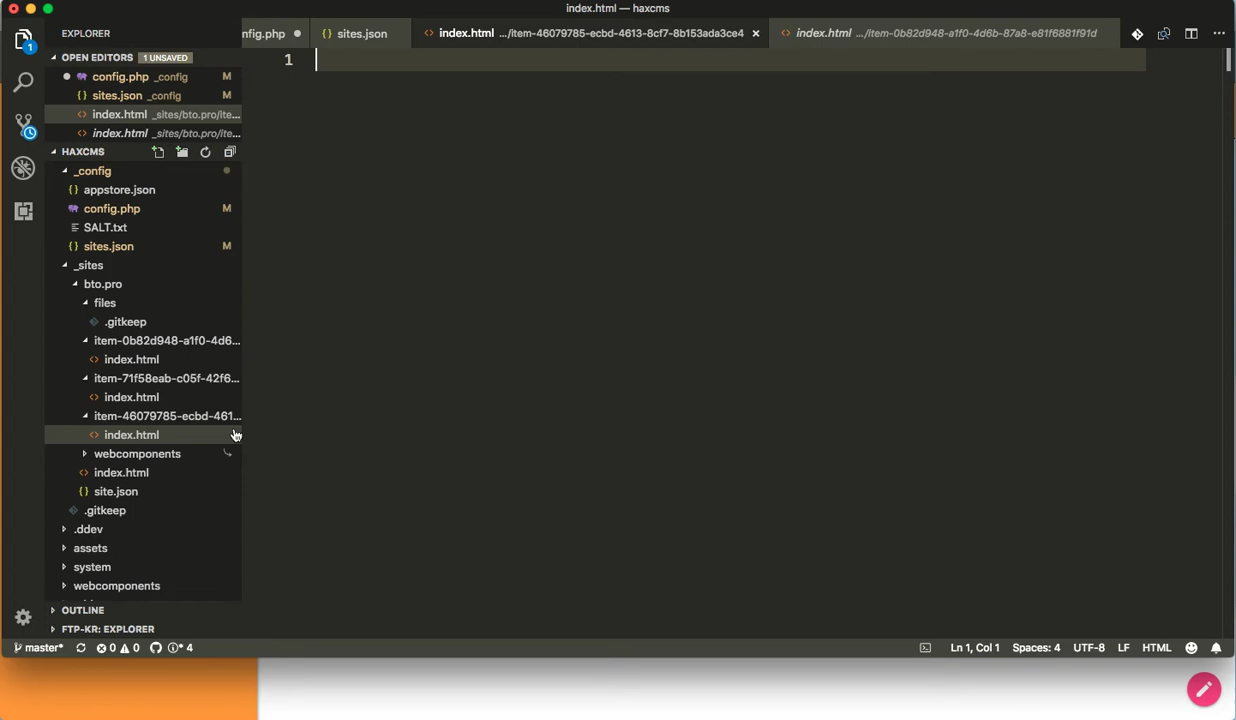 index.html — haxcms
EXPLORER
nfig.php
sites.json
index.html .../item-46079785-ecbd-4613-8cf7-8b153ada3ce4
index.html .../item-0b82d948-a1f0-4d6b-87a8-e81f6881f91d
1
OPEN EDITORS 1 UNSAVED
config.php _config M
sites.json _config M
index.html _sites/bto.pro/ite...
index.html _sites/bto.pro/ite...
HAXCMS
_config
appstore.json
config.php M
SALT.txt
sites.json M
_sites
bto.pro
files
.gitkeep
item-0b82d948-a1f0-4d6...
index.html
item-71f58eab-c05f-42f6...
index.html
item-46079785-ecbd-461...
index.html
webcomponents
index.html
site.json
.gitkeep
.ddev
assets
system
webcomponents
OUTLINE
FTP-KR: EXPLORER
1
master* 0 0 4 Ln 1, Col 1 Spaces: 4 UTF-8 LF HTML